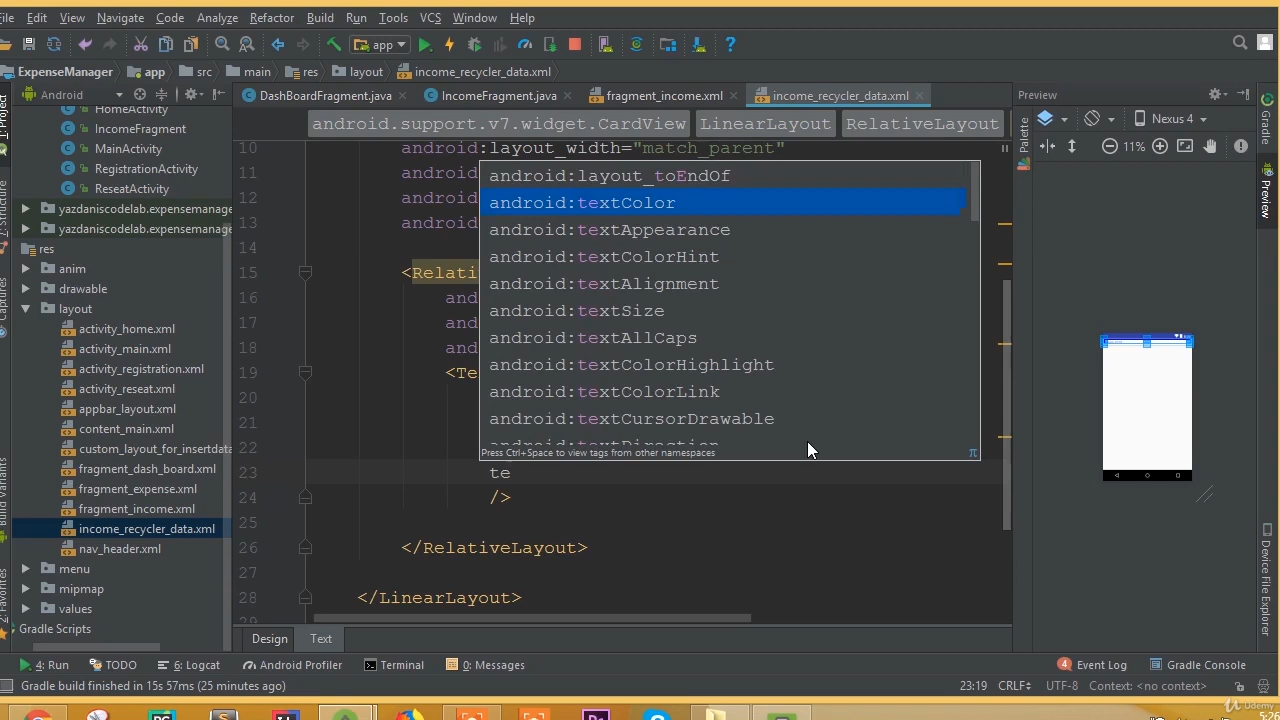 File Edit View Navigate Code Analyze Refactor Build Run Tools VCS Window Help
app
ExpenseManager app src main res layout income_recycler_data.xml
Android
DashBoardFragment.java IncomeFragment.java fragment_income.xml income_recycler_data.xml
Preview
1: Project
Structure
Captures
Build Variants
2: Favorites
HomeActivity
IncomeFragment
MainActivity
RegistrationActivity
ReseatActivity
yazdaniscodelab.expensemanage
yazdaniscodelab.expensemanage
res
anim
drawable
layout
activity_home.xml
activity_main.xml
activity_registration.xml
activity_reseat.xml
appbar_layout.xml
content_main.xml
custom_layout_for_insertdata
fragment_dash_board.xml
fragment_expense.xml
fragment_income.xml
income_recycler_data.xml
nav_header.xml
menu
mipmap
values
Gradle Scripts
android.support.v7.widget.CardView LinearLayout RelativeLayout
10 android:layout_width="match_parent"
11 android
12 android
13 android
14
15 <Relati
16 and
17 and
18 and
19 <Te
20
21
22
23 te
24 />
25
26 </RelativeLayout>
27
28 </LinearLayout>
29
android:layout_toEndOf
android:textColor
android:textAppearance
android:textColorHint
android:textAlignment
android:textSize
android:textAllCaps
android:textColorHighlight
android:textColorLink
android:textCursorDrawable
android:textDirection
Press Ctrl+Space to view tags from other namespaces π
Design Text
Palette
Nexus 4
11%
Gradle
Preview
Device File Explorer
4: Run TODO 6: Logcat Android Profiler Terminal 0: Messages 4 Event Log Gradle Console
Gradle build finished in 15s 57ms (25 minutes ago) 23:19 CRLF UTF-8 Context: <no context>
Udemy